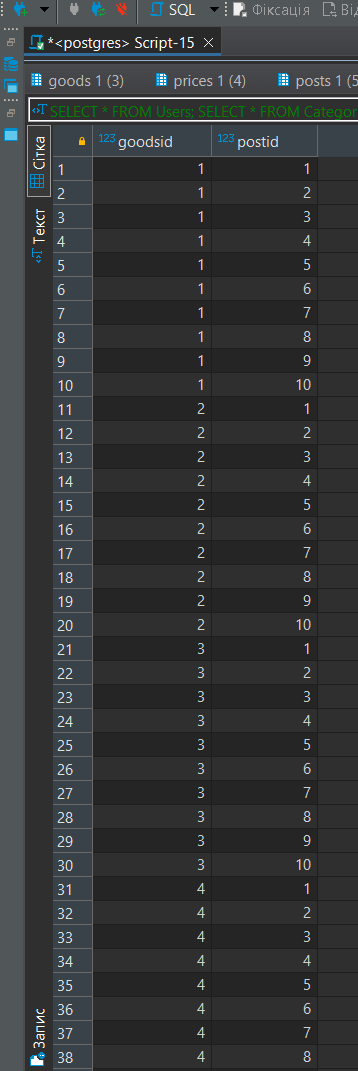 SQL Фіксація Від
*<postgres> Script-15
goods 1 (3) prices 1 (4) posts 1 (5
SELECT * FROM Users; SELECT * FROM Categor
Сітка
Текст
Запис
123 goodsid 123 postid
1 1 1
2 1 2
3 1 3
4 1 4
5 1 5
6 1 6
7 1 7
8 1 8
9 1 9
10 1 10
11 2 1
12 2 2
13 2 3
14 2 4
15 2 5
16 2 6
17 2 7
18 2 8
19 2 9
20 2 10
21 3 1
22 3 2
23 3 3
24 3 4
25 3 5
26 3 6
27 3 7
28 3 8
29 3 9
30 3 10
31 4 1
32 4 2
33 4 3
34 4 4
35 4 5
36 4 6
37 4 7
38 4 8